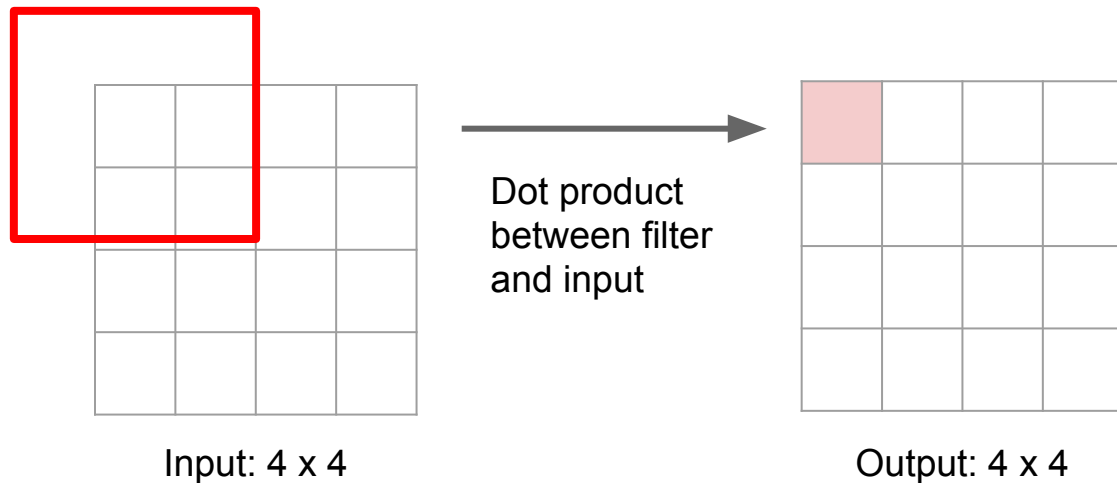 Dot product
between filter
and input
Input: 4 x 4
Output: 4 x 4